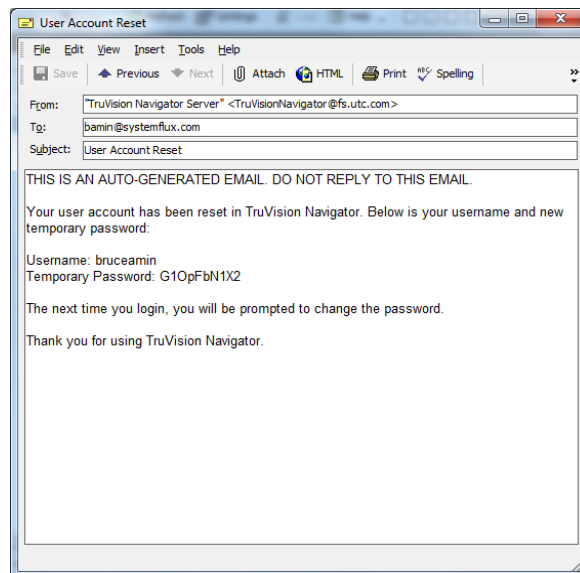 User Account Reset
File Edit View Insert Tools Help
Save Previous Next Attach HTML Print ABC Spelling »
From: "TruVision Navigator Server" <TruVisionNavigator@fs.utc.com>
To: bamin@systemflux.com
Subject: User Account Reset
THIS IS AN AUTO-GENERATED EMAIL. DO NOT REPLY TO THIS EMAIL.
Your user account has been reset in TruVision Navigator. Below is your username and new
temporary password:
Username: bruceamin
Temporary Password: G1OpFbN1X2
The next time you login, you will be prompted to change the password.
Thank you for using TruVision Navigator.